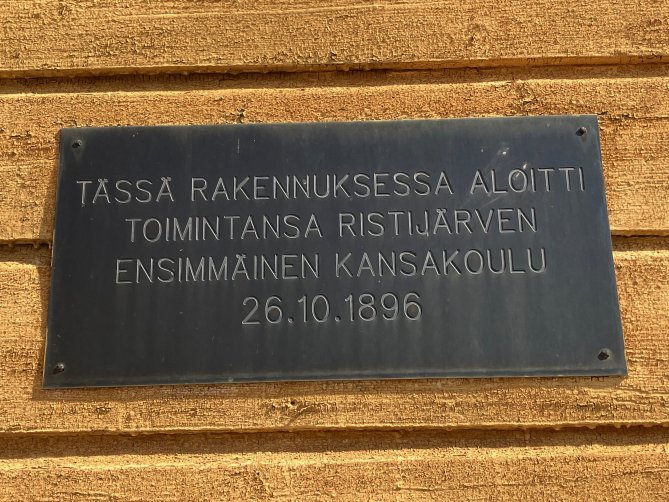 TÄSSÄ RAKENNUKSESSA ALOITTI
TOIMINTANSA RISTIJÄRVEN
ENSIMMÄINEN KANSAKOULU
26.10.1896